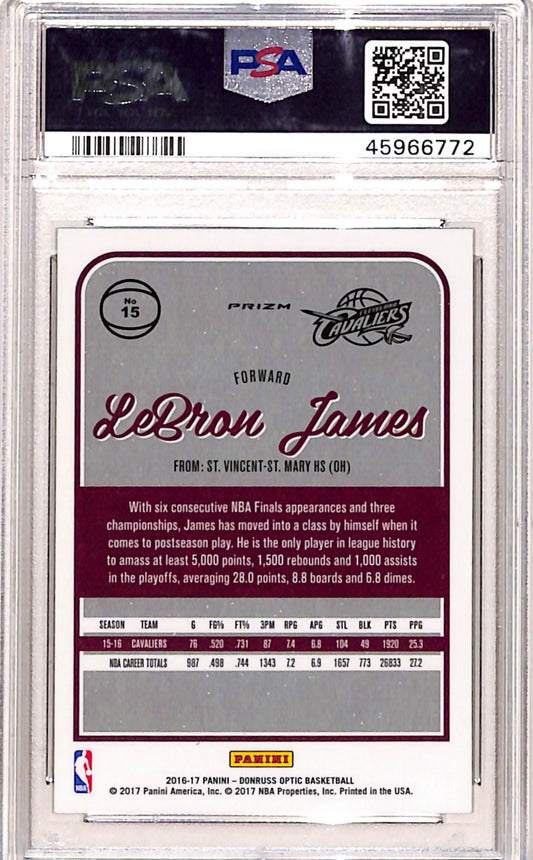 PSA
PSA
45966772
No
15
PRIZM
CLEVELAND
CAVALIERS
FORWARD
LeBron James
FROM: ST. VINCENT-ST. MARY HS (OH)
With six consecutive NBA Finals appearances and three
championships, James has moved into a class by himself when it
comes to postseason play. He is the only player in league history
to amass at least 5,000 points, 1,500 rebounds and 1,000 assists
in the playoffs, averaging 28.0 points, 8.8 boards and 6.8 dimes.
SEASON TEAM G FG% FT% 3PM RPG APG STL BLK PTS PPG
15-16 CAVALIERS 76 .520 .731 87 7.4 6.8 104 49 1920 25.3
NBA CAREER TOTALS 987 .498 .744 1343 7.2 6.9 1657 773 26833 27.2
NBA
PANINI
2016-17 PANINI – DONRUSS OPTIC BASKETBALL
© 2017 Panini America, Inc. © 2017 NBA Properties, Inc. Printed in the USA.